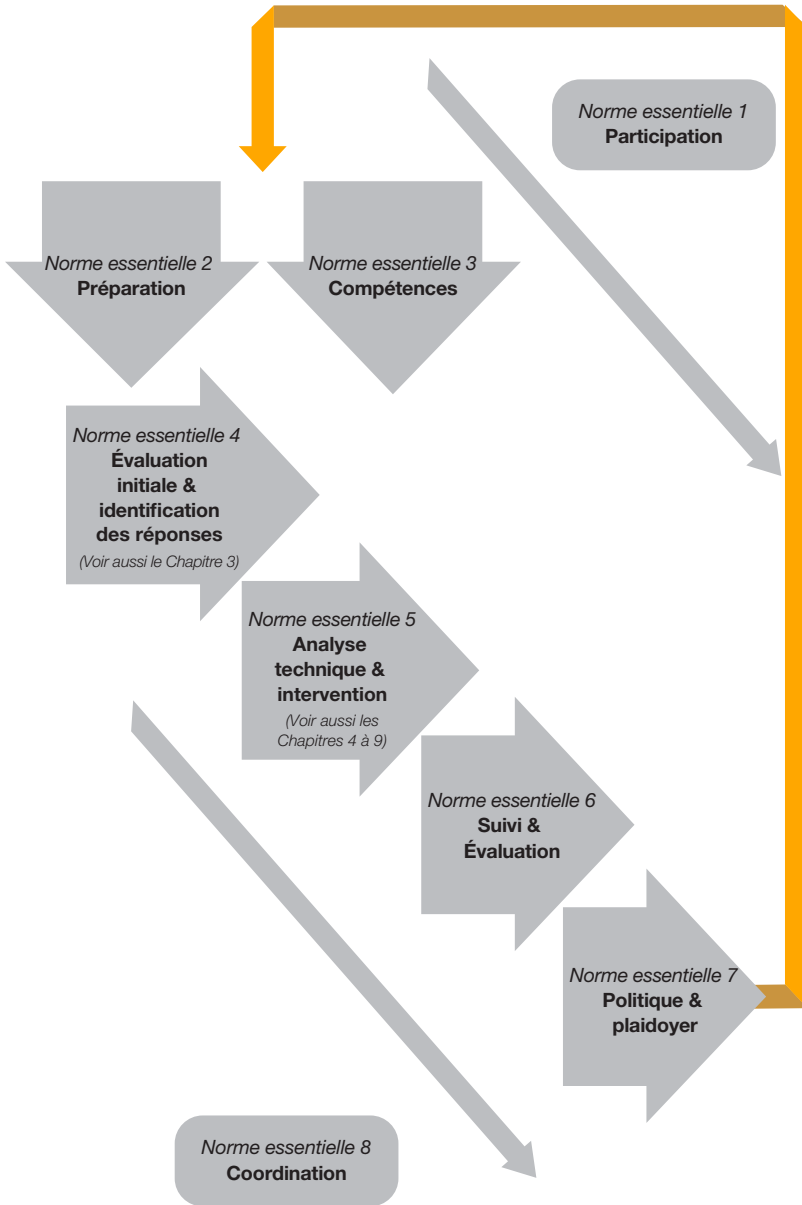 Norme essentielle 1
Participation
Norme essentielle 2
Préparation
Norme essentielle 3
Compétences
Norme essentielle 4
Évaluation
initiale &
identification
des réponses
(Voir aussi le Chapitre 3)
Norme essentielle 5
Analyse
technique &
intervention
(Voir aussi les
Chapitres 4 à 9)
Norme essentielle 6
Suivi &
Évaluation
Norme essentielle 7
Politique &
plaidoyer
Norme essentielle 8
Coordination